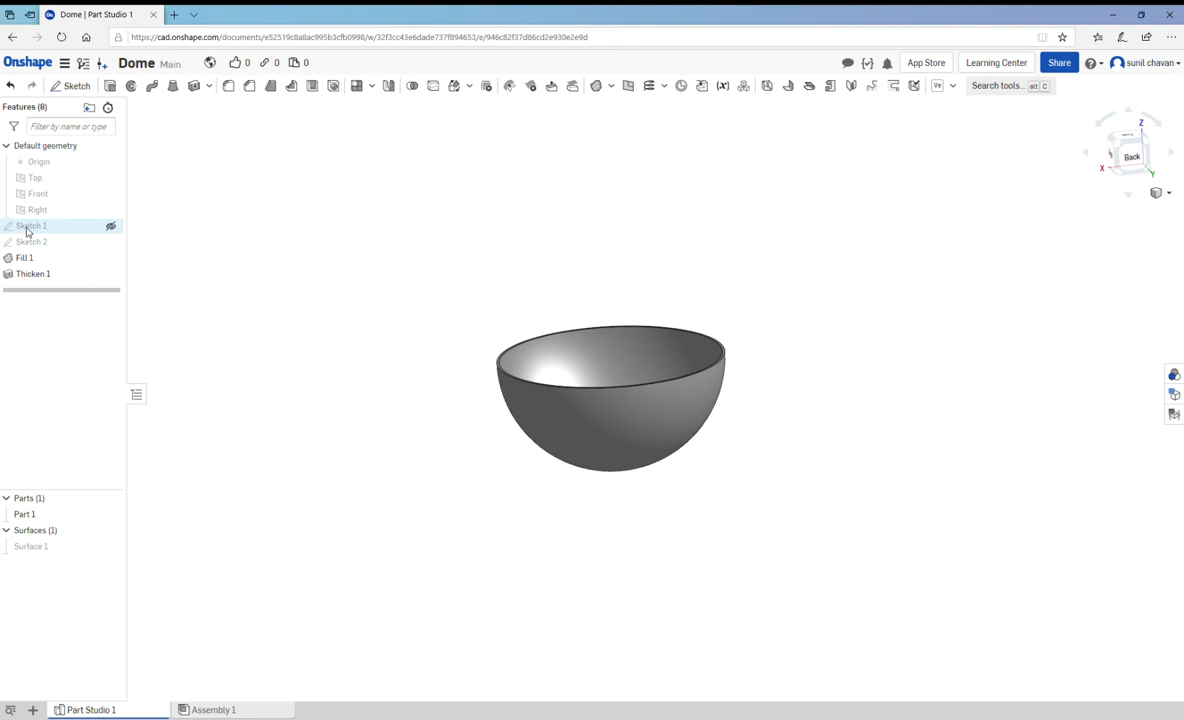 Dome | Part Studio 1
https://cad.onshape.com/documents/e52519c8a8ac995b3cfb0998/w/32f3cc43e6dade737f894653/e/946c82f37d86cd2e930e2e9d
Onshape Dome Main 0 0 0 App Store Learning Center Share sunil chavan
Sketch Search tools... alt C
Features (8)
Filter by name or type
Default geometry
Origin
Top
Front
Right
Sketch 1
Sketch 2
Fill 1
Thicken 1
Z
Back
X
Y
Parts (1)
Part 1
Surfaces (1)
Surface 1
Part Studio 1 Assembly 1